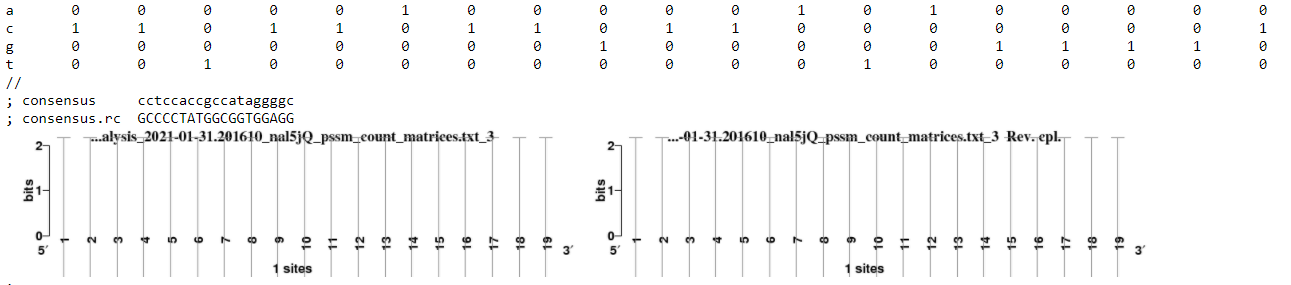 a 0 0 0 0 0 1 0 0 0 0 0 1 0 1 0 0 0 0 0
c 1 1 0 1 1 0 1 1 0 1 1 0 0 0 0 0 0 0 1
g 0 0 0 0 0 0 0 0 1 0 0 0 0 0 1 1 1 1 0
t 0 0 1 0 0 0 0 0 0 0 0 0 1 0 0 0 0 0 0
//
; consensus cctccaccgccataggggc
; consensus.rc GCCCCTATGGCGGTGGAGG
...alysis_2021-01-31.201610_nal5jQ_pssm_count_matrices.txt_3
2
1
0
bits
5′ 1 2 3 4 5 6 7 8 9 10 11 12 13 14 15 16 17 18 19 3′
1 sites
...-01-31.201610_nal5jQ_pssm_count_matrices.txt_3 Rev. cpl.
2
1
0
bits
5′ 1 2 3 4 5 6 7 8 9 10 11 12 13 14 15 16 17 18 19 3′
1 sites